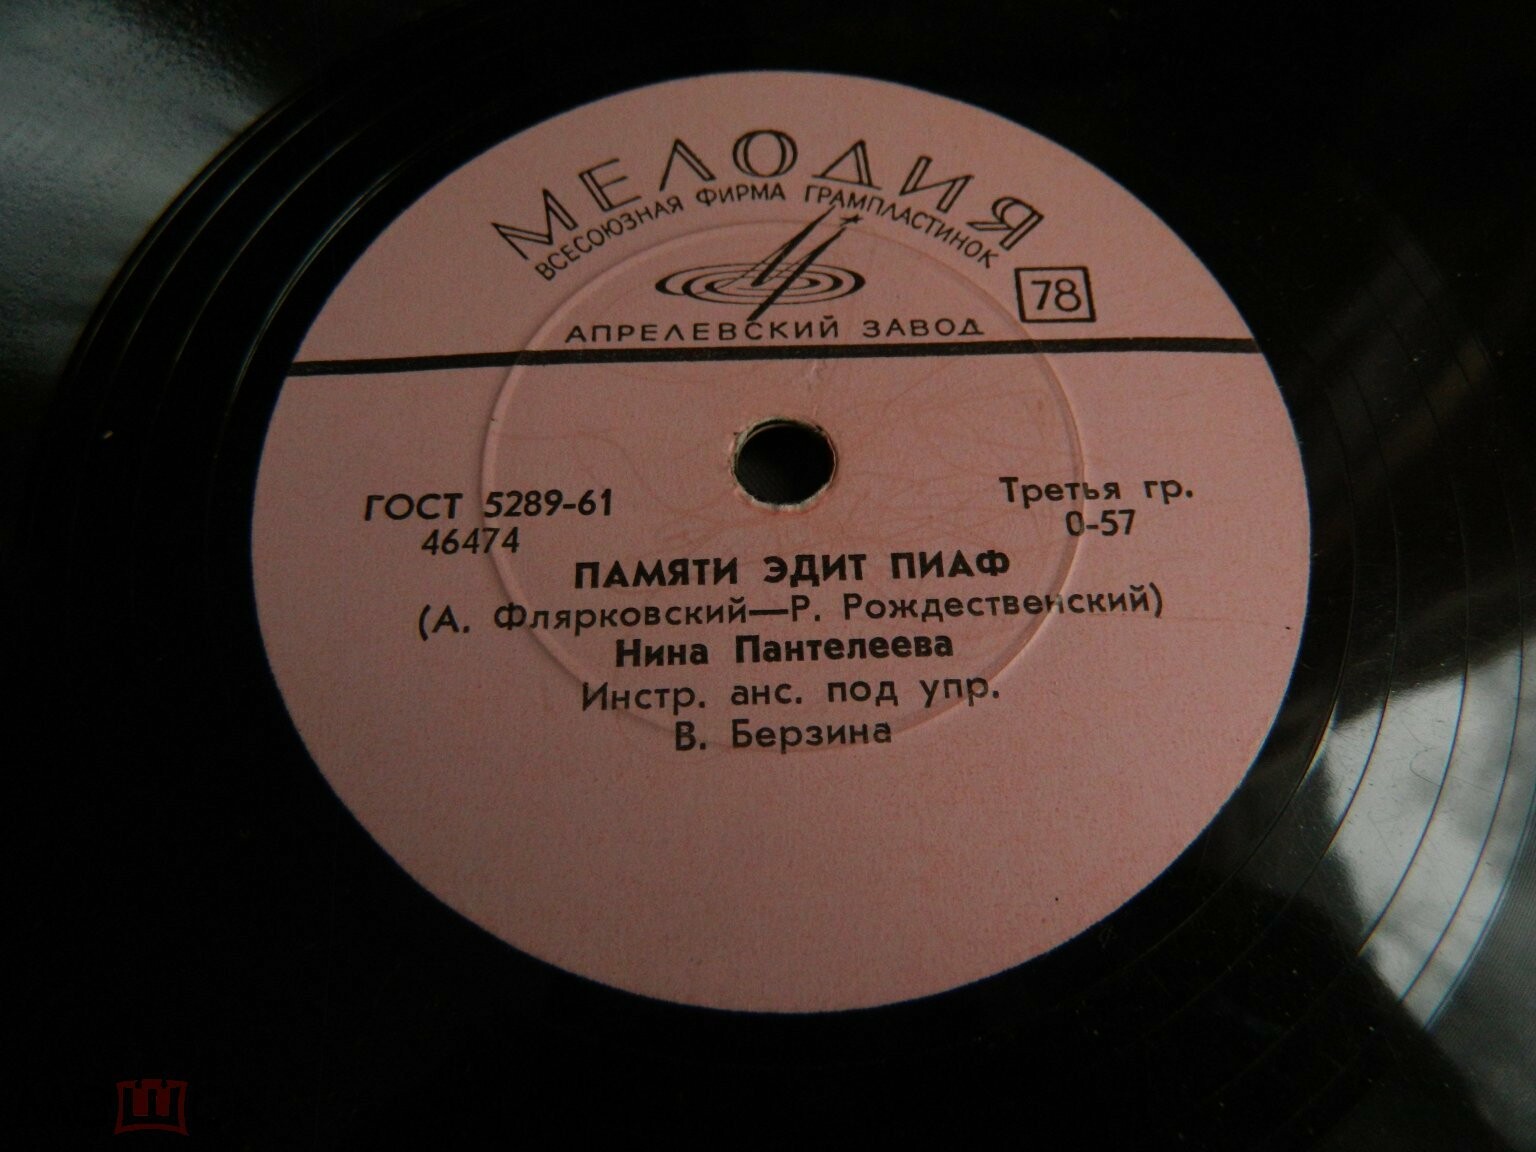 МЕЛОДИЯ
ВСЕСОЮЗНАЯ ФИРМА ГРАМПЛАСТИНОК
78
АПРЕЛЕВСКИЙ ЗАВОД
ГОСТ 5289-61
46474
Третья гр.
0-57
ПАМЯТИ ЭДИТ ПИАФ
(А. Флярковский—Р. Рождественский)
Нина Пантелеева
Инстр. анс. под упр.
В. Берзина